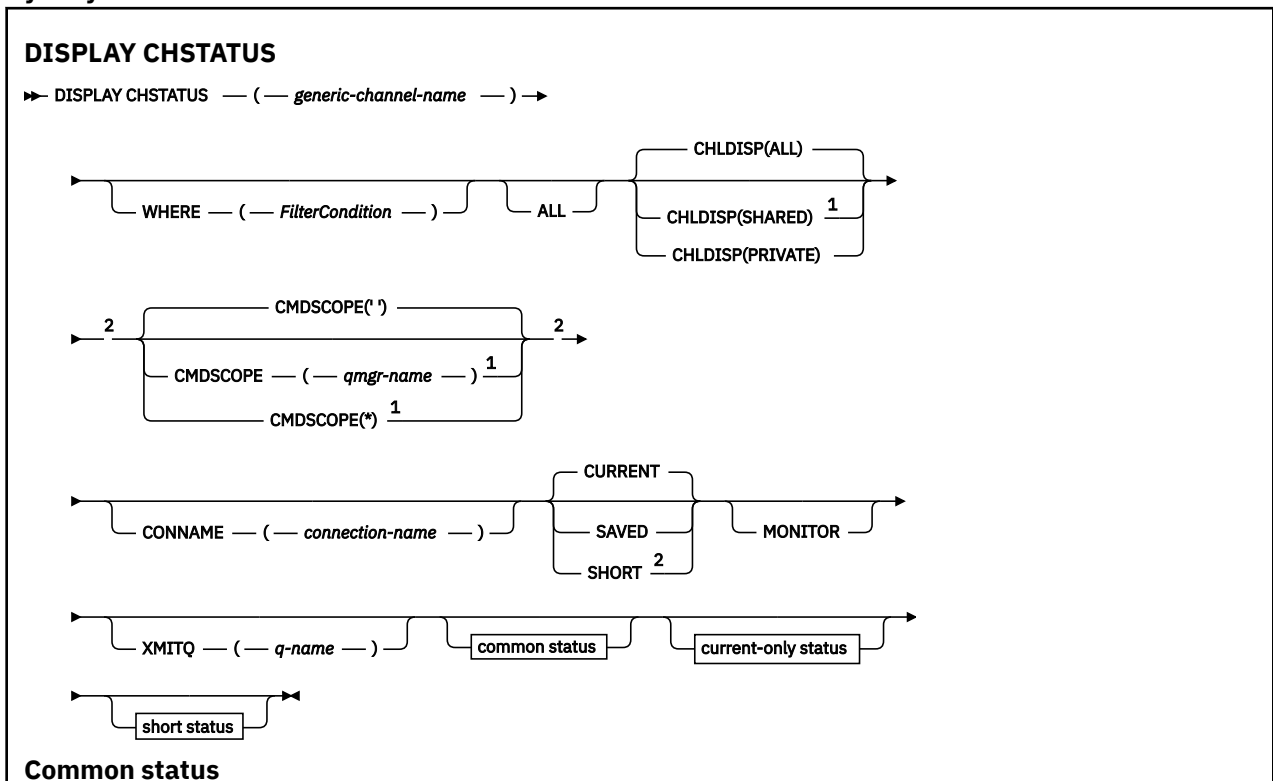 DISPLAY CHSTATUS
DISPLAY CHSTATUS ( generic-channel-name )
CHLDISP(ALL)
WHERE ( FilterCondition ) ALL CHLDISP(SHARED) 1
CHLDISP(PRIVATE)
CMDSCOPE(' ')
2 2
CMDSCOPE ( qmgr-name ) 1
CMDSCOPE(*) 1
CURRENT
CONNAME ( connection-name ) SAVED MONITOR
SHORT 2
XMITQ ( q-name ) common status current-only status
short status
Common status